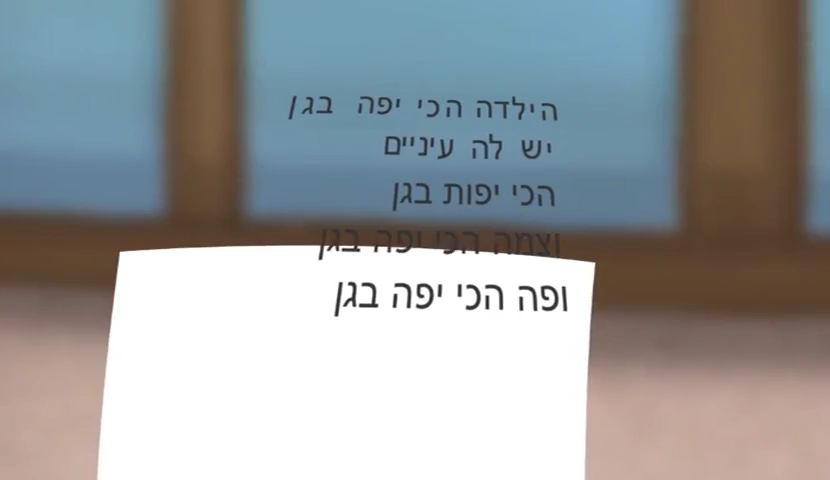 הילדה הכי יפה בגן
יש לה עיניים
הכי יפות בגן
וצמה הכי יפה בגן
ופה הכי יפה בגן